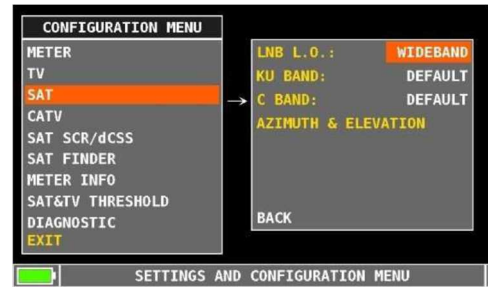 CONFIGURATION MENU
METER
TV
SAT
CATV
SAT SCR/dCSS
SAT FINDER
METER INFO
SAT&TV THRESHOLD
DIAGNOSTIC
EXIT
→
LNB L.O.: WIDEBAND
KU BAND: DEFAULT
C BAND: DEFAULT
AZIMUTH & ELEVATION
BACK
SETTINGS AND CONFIGURATION MENU